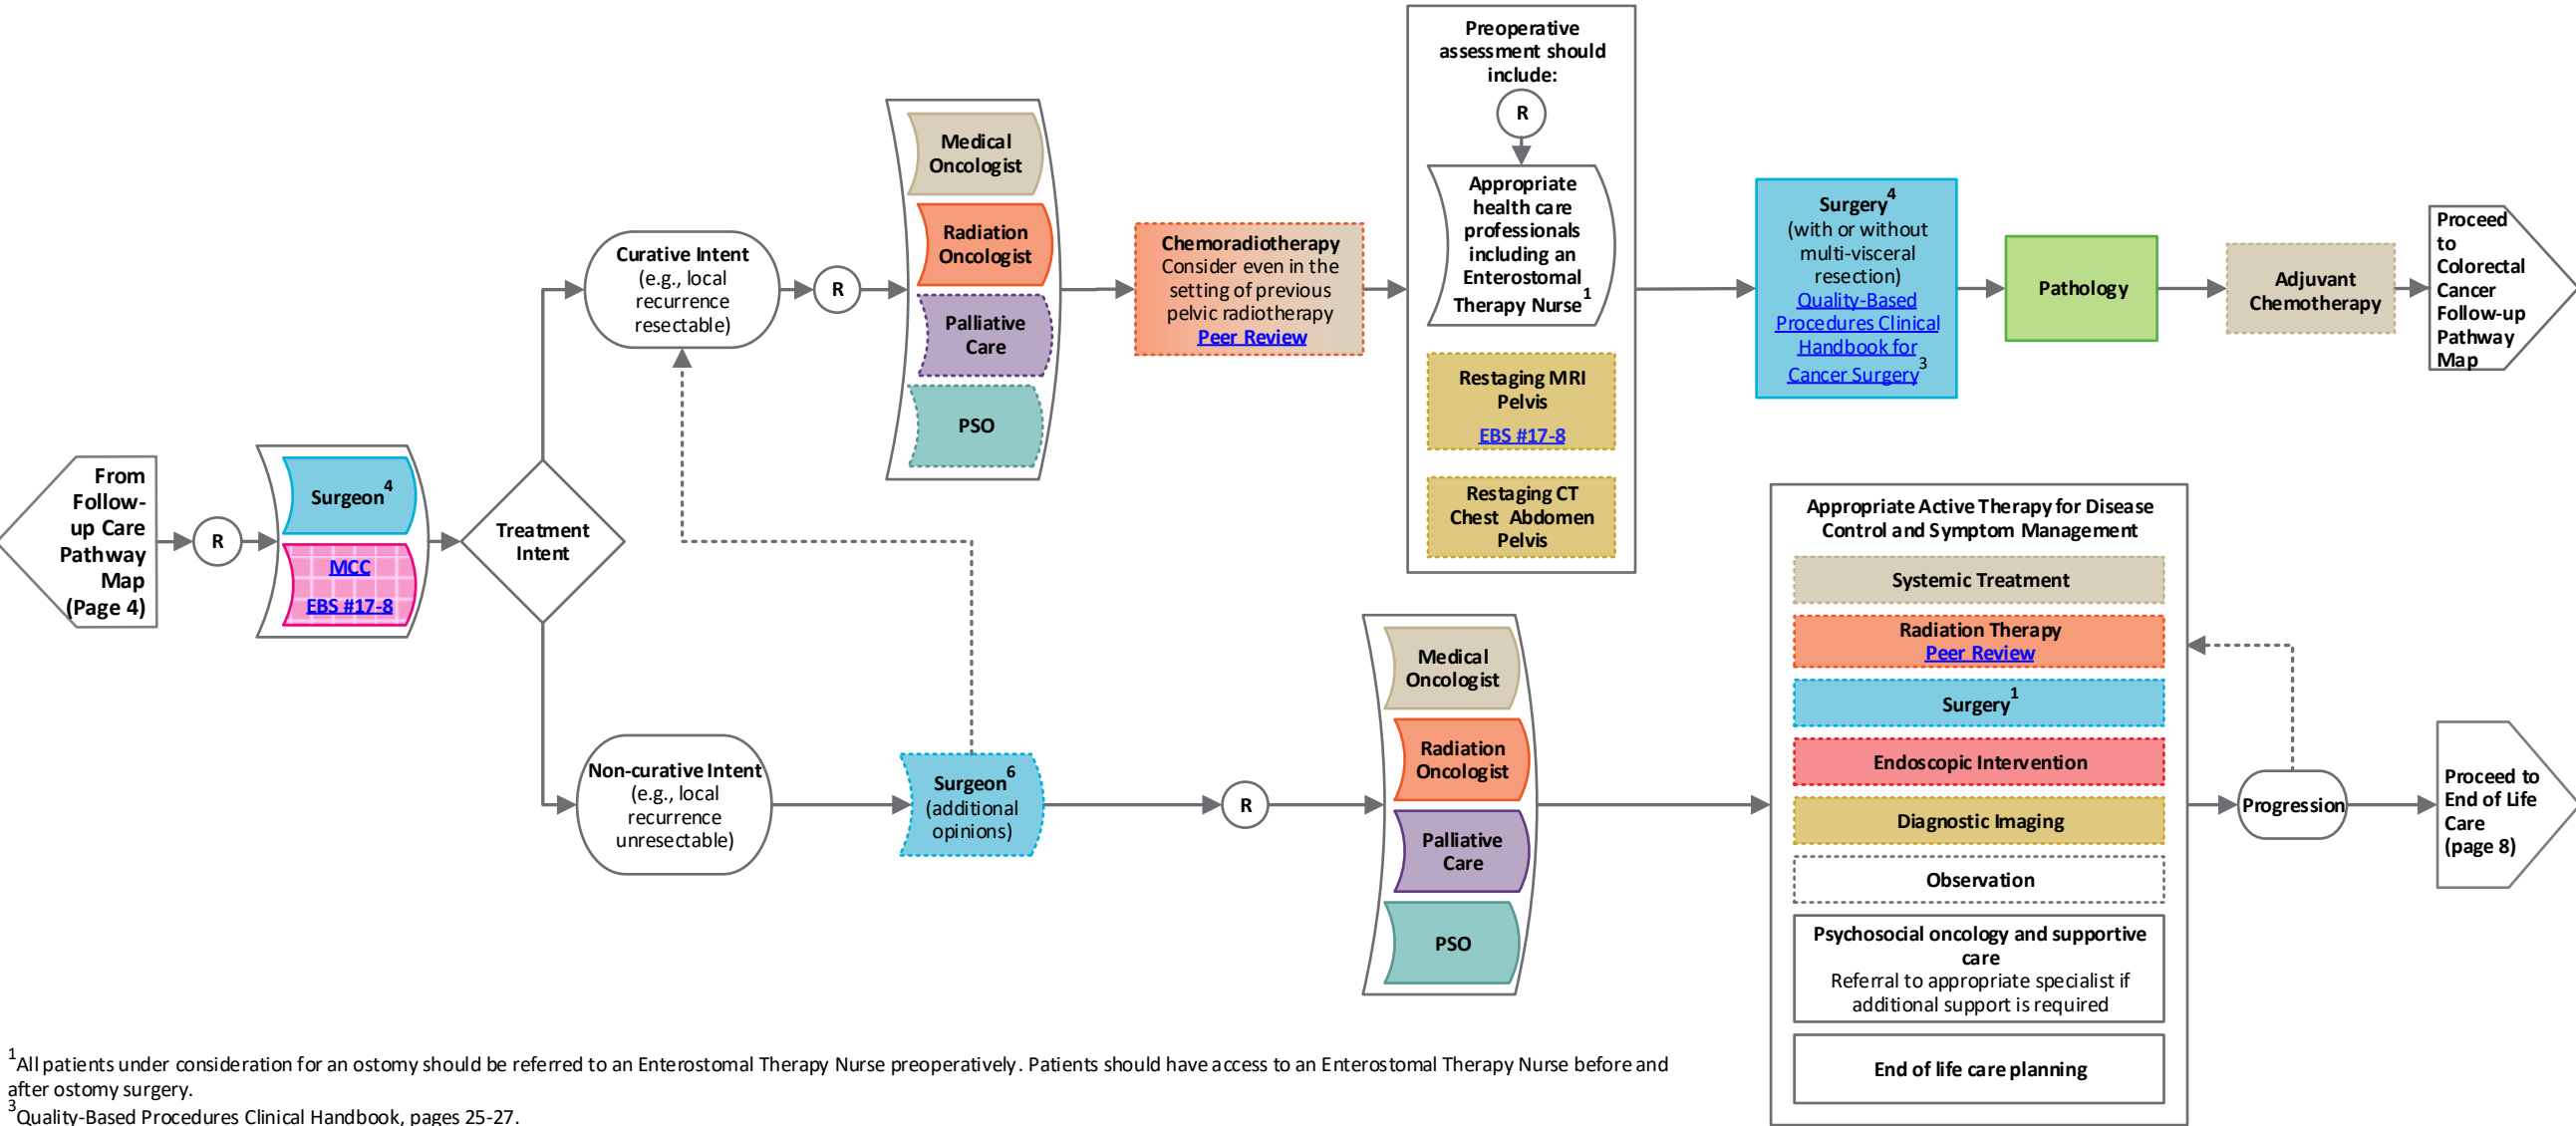 From
Follow-
up Care
Pathway
Map
(Page 4)
R
Surgeon4
MCC
EBS #17-8
Treatment
Intent
Curative Intent
(e.g., local
recurrence
resectable)
R
Medical
Oncologist
Radiation
Oncologist
Palliative
Care
PSO
Chemoradiotherapy
Consider even in the
setting of previous
pelvic radiotherapy
Peer Review
Preoperative
assessment should
include:
R
Appropriate
health care
professionals
including an
Enterostomal
Therapy Nurse1
Restaging MRI
Pelvis
EBS #17-8
Restaging CT
Chest Abdomen
Pelvis
Surgery4
(with or without
multi-visceral
resection)
Quality-Based
Procedures Clinical
Handbook for
Cancer Surgery3
Pathology
Adjuvant
Chemotherapy
Proceed
to
Colorectal
Cancer
Follow-up
Pathway
Map
Non-curative Intent
(e.g., local
recurrence
unresectable)
Surgeon6
(additional
opinions)
R
Medical
Oncologist
Radiation
Oncologist
Palliative
Care
PSO
Appropriate Active Therapy for Disease
Control and Symptom Management
Systemic Treatment
Radiation Therapy
Peer Review
Surgery1
Endoscopic Intervention
Diagnostic Imaging
Observation
Psychosocial oncology and supportive
care
Referral to appropriate specialist if
additional support is required
End of life care planning
Progression
Proceed to
End of Life
Care
(page 8)
1All patients under consideration for an ostomy should be referred to an Enterostomal Therapy Nurse preoperatively. Patients should have access to an Enterostomal Therapy Nurse before and
after ostomy surgery.
3Quality-Based Procedures Clinical Handbook, pages 25-27.